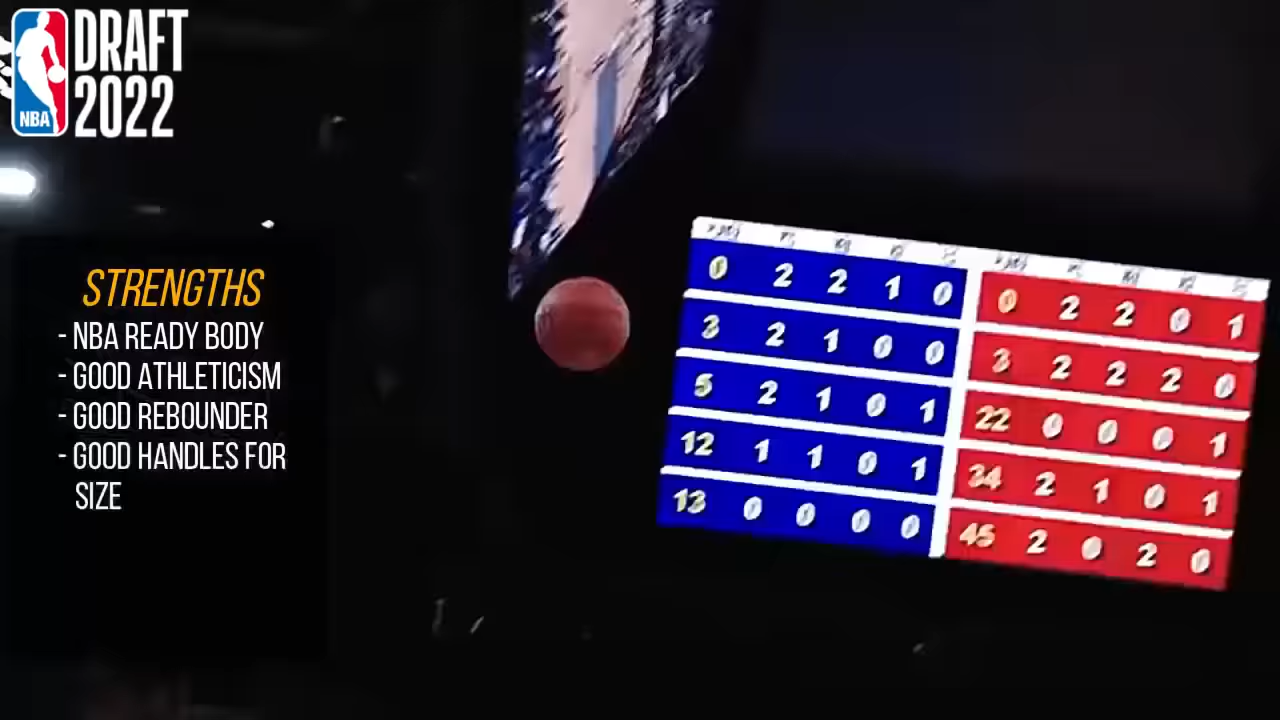 DRAFT
2022
NBA
STRENGTHS
- NBA READY BODY
- GOOD ATHLETICISM
- GOOD REBOUNDER
- GOOD HANDLES FOR
SIZE
0 2 2 1 0
3 2 1 0 0
5 2 1 0 1
12 1 1 0 1
13 0 0 0 0
0 2 2 0 1
3 2 2 2 0
22 0 0 0 1
34 2 1 0 1
45 2 0 2 0